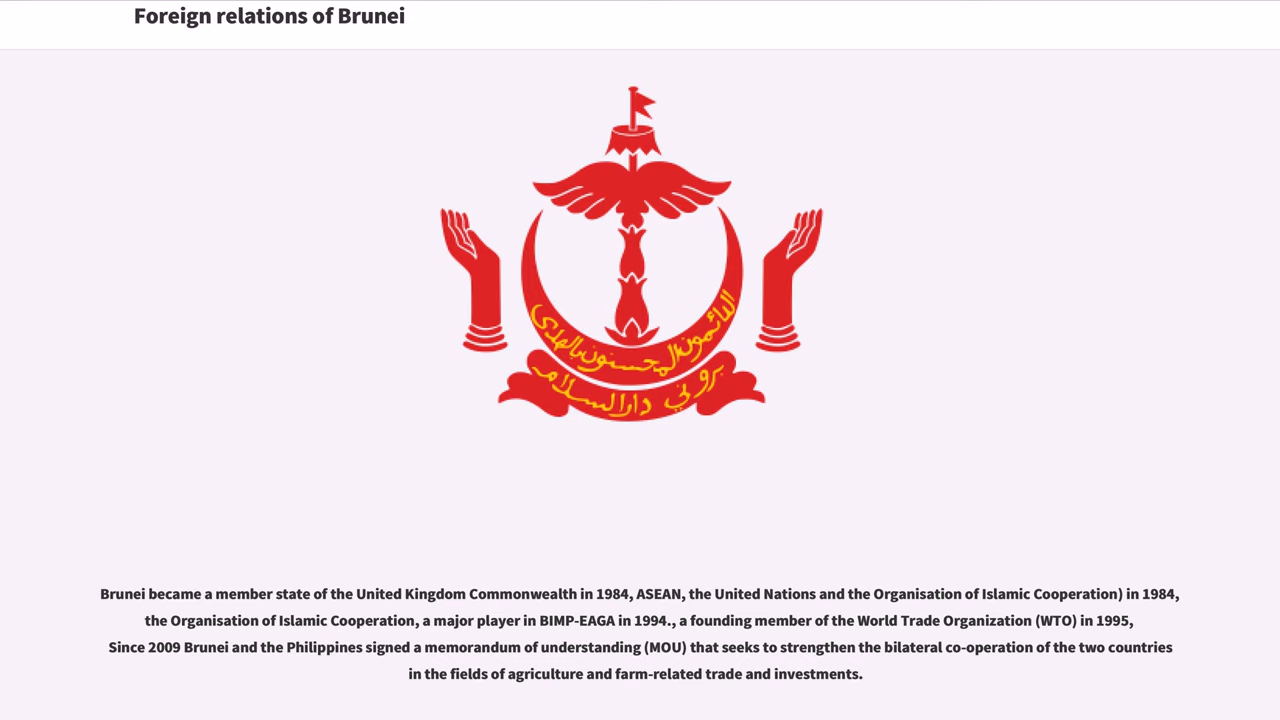 Foreign relations of Brunei
الدائمون المحسنون بالهدى
بروني دارالسلام
Brunei became a member state of the United Kingdom Commonwealth in 1984, ASEAN, the United Nations and the Organisation of Islamic Cooperation) in 1984,
the Organisation of Islamic Cooperation, a major player in BIMP-EAGA in 1994., a founding member of the World Trade Organization (WTO) in 1995,
Since 2009 Brunei and the Philippines signed a memorandum of understanding (MOU) that seeks to strengthen the bilateral co-operation of the two countries
in the fields of agriculture and farm-related trade and investments.